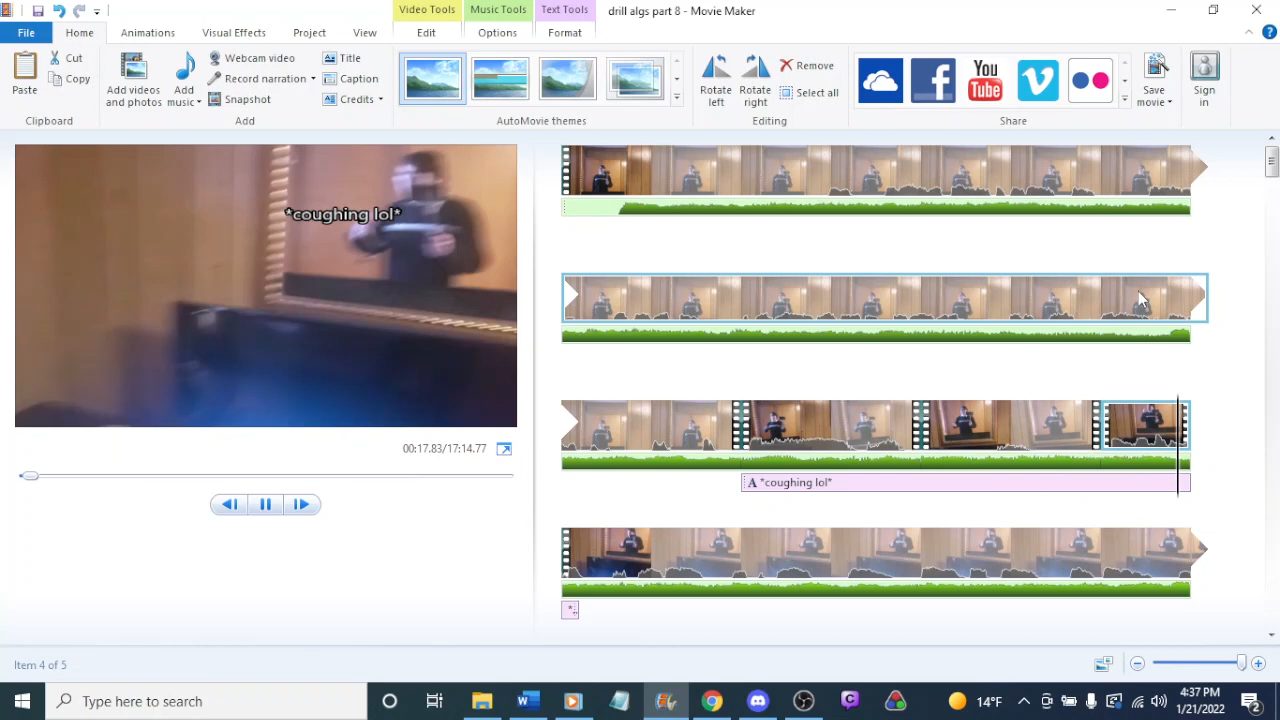 Video Tools Music Tools Text Tools drill algs part 8 - Movie Maker
File Home Animations Visual Effects Project View Edit Options Format
Paste
Cut
Copy
Clipboard
Add videos
and photos
Add
music
Webcam video
Record narration
Snapshot
Title
Caption
Credits
Add
AutoMovie themes
Rotate
left
Rotate
right
Remove
Select all
Editing
You
Tube
Share
Save
movie
Sign
in
*coughing lol*
00:17.83/17:14.77
A *coughing lol*
Item 4 of 5
Type here to search
14°F
4:37 PM
1/21/2022
2